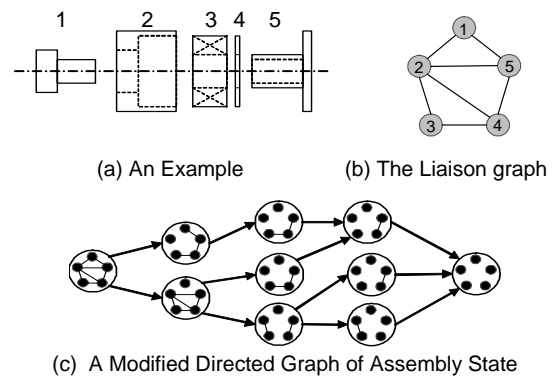 1 2 3 4 5
1
2 5
3 4
(a) An Example
(b) The Liaison graph
(c) A Modified Directed Graph of Assembly State